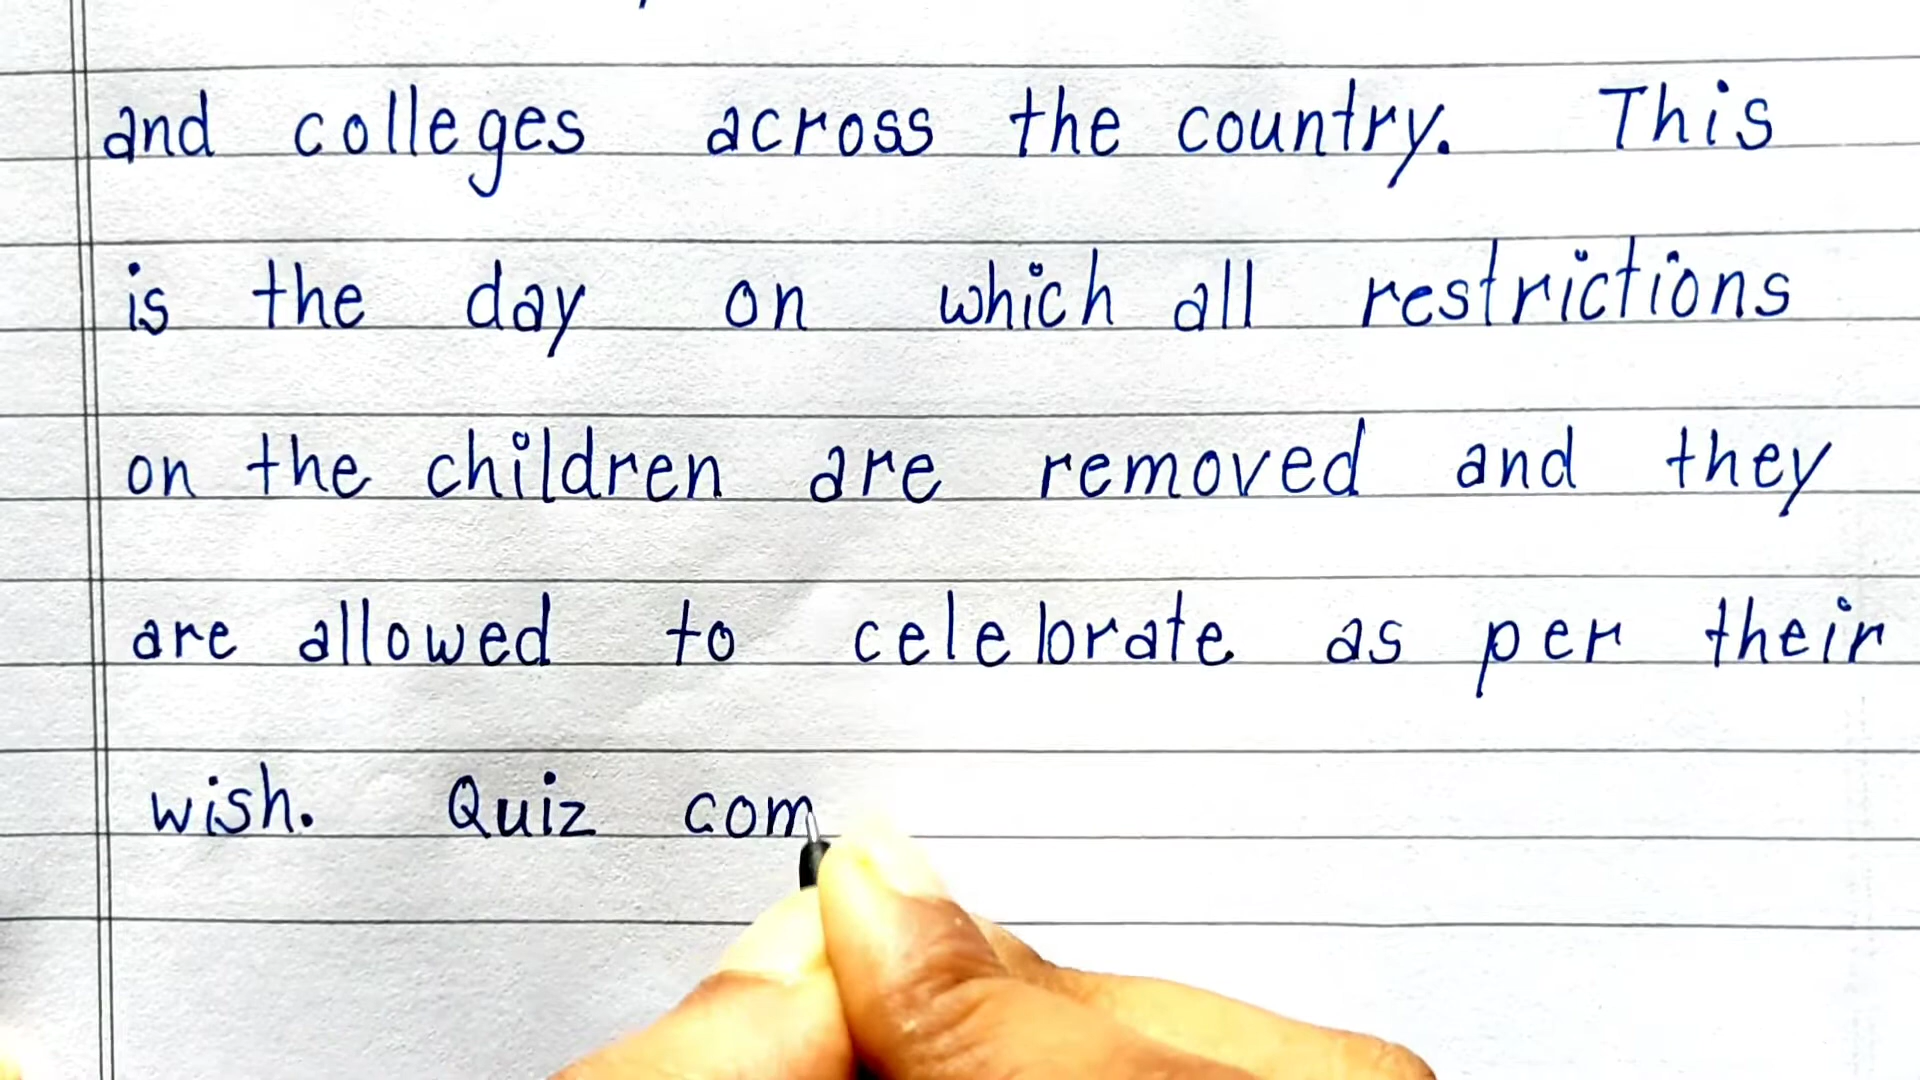 and colleges across the country. This
is the day on which all restrictions
on the children are removed and they
are allowed to celebrate as per their
wish. Quiz com